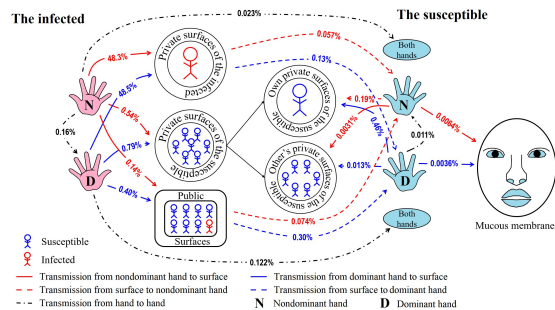 The infected
0.023%
The susceptible
48.3%
Private surfaces of the infected
0.057%
Both
hands
48.5%
0.13%
N
0.54%
Own private surfaces
of the susceptible
0.19%
N
0.0064%
0.16%
0.79%
Private surfaces of the
susceptible
0.0031%
0.46%
0.011%
D
0.14%
0.40%
Other's private surfaces
of the susceptible
0.013%
D
0.0036%
Public
Surfaces
0.074%
0.30%
Both
hands
Mucous membrane
0.122%
Susceptible
Infected
Transmission from nondominant hand to surface
Transmission from dominant hand to surface
Transmission from surface to nondominant hand
Transmission from surface to dominant hand
Transmission from hand to hand
N Nondominant hand
D Dominant hand